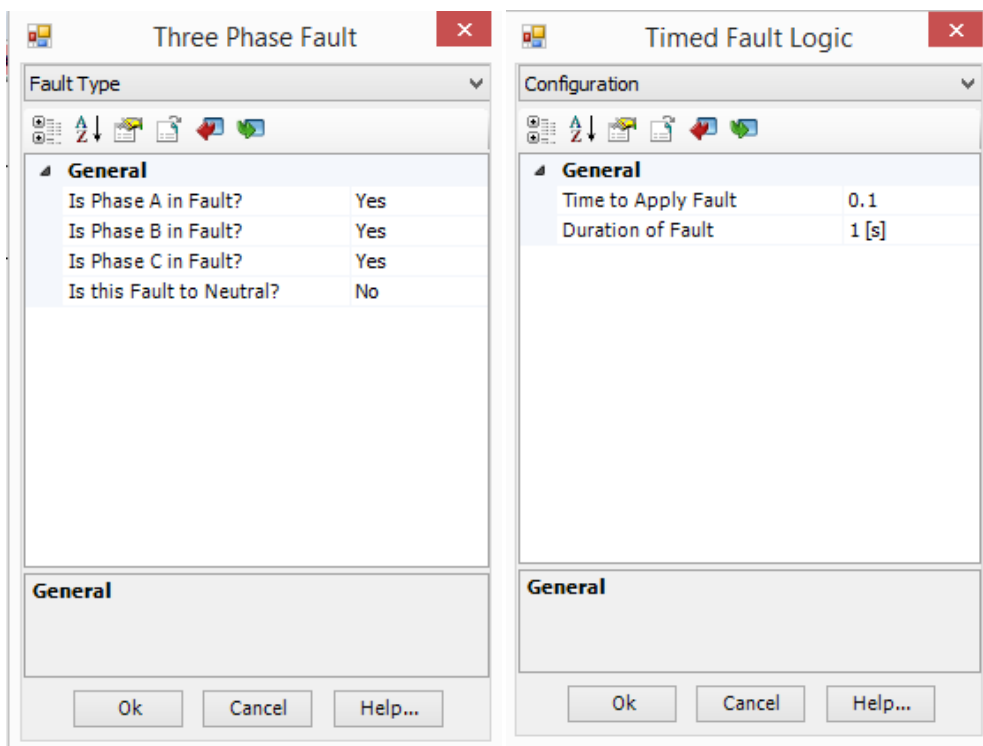 Three Phase Fault
Fault Type
General
Is Phase A in Fault? Yes
Is Phase B in Fault? Yes
Is Phase C in Fault? Yes
Is this Fault to Neutral? No
General
Ok Cancel Help...
Timed Fault Logic
Configuration
General
Time to Apply Fault 0.1
Duration of Fault 1 [s]
General
Ok Cancel Help...